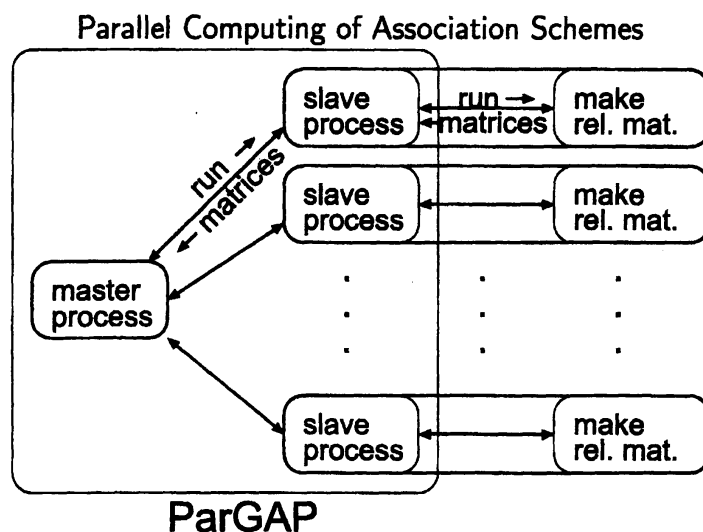 Parallel Computing of Association Schemes
slave
process
run →
← matrices
make
rel. mat.
run →
← matrices
slave
process
make
rel. mat.
master
process
. . .
. . .
. . .
slave
process
make
rel. mat.
ParGAP